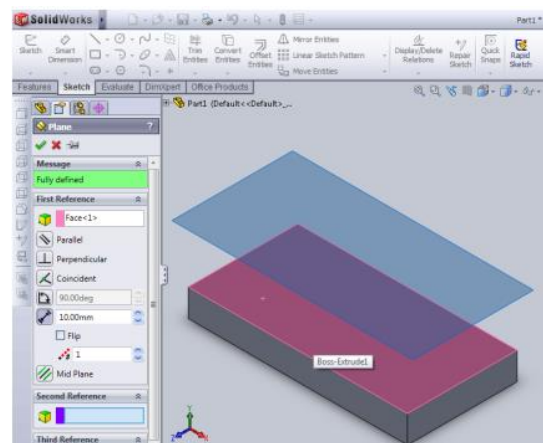 SolidWorks
Part1 *
Sketch
Smart Dimension
Trim Entities
Convert Entities
Offset Entities
Mirror Entities
Linear Sketch Pattern
Move Entities
Display/Delete Relations
Repair Sketch
Quick Snaps
Rapid Sketch
Features Sketch Evaluate DimXpert Office Products
Part1 (Default<<Default>_...
Plane ?
Message
Fully defined
First Reference
Face<1>
Parallel
Perpendicular
Coincident
90.00deg
10.00mm
Flip
1
Mid Plane
Second Reference
Third Reference
Boss-Extrude1